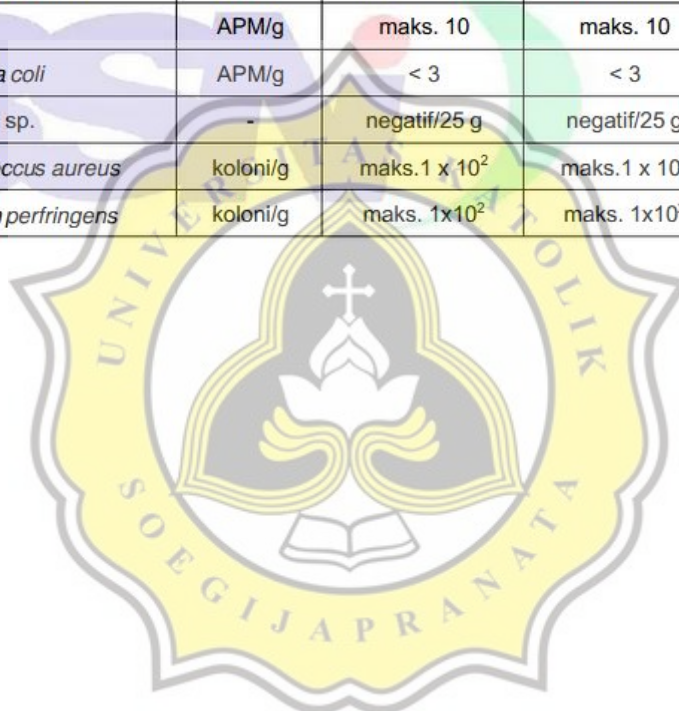 APM/g maks. 10 maks. 10
a coli APM/g < 3 < 3
sp. - negatif/25 g negatif/25 g
ccus aureus koloni/g maks.1 x 10² maks.1 x 10
perfringens koloni/g maks. 1x10² maks. 1x10
UNIVERSITAS KATOLIK
SOEGIJAPRANATA